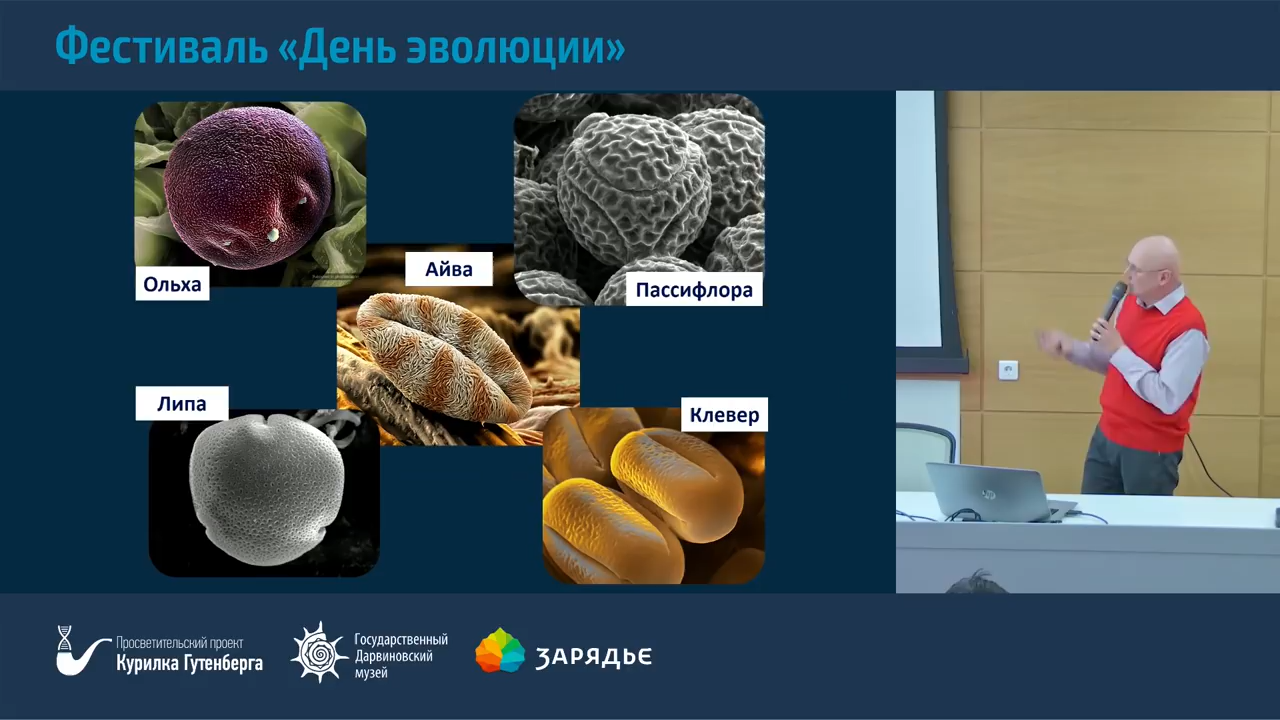 Фестиваль «День эволюции»
Ольха
Айва
Пассифлора
Липа
Клевер
Просветительский проект
Курилка Гутенберга
Государственный
Дарвиновский
музей
ЗАРЯДЬЕ